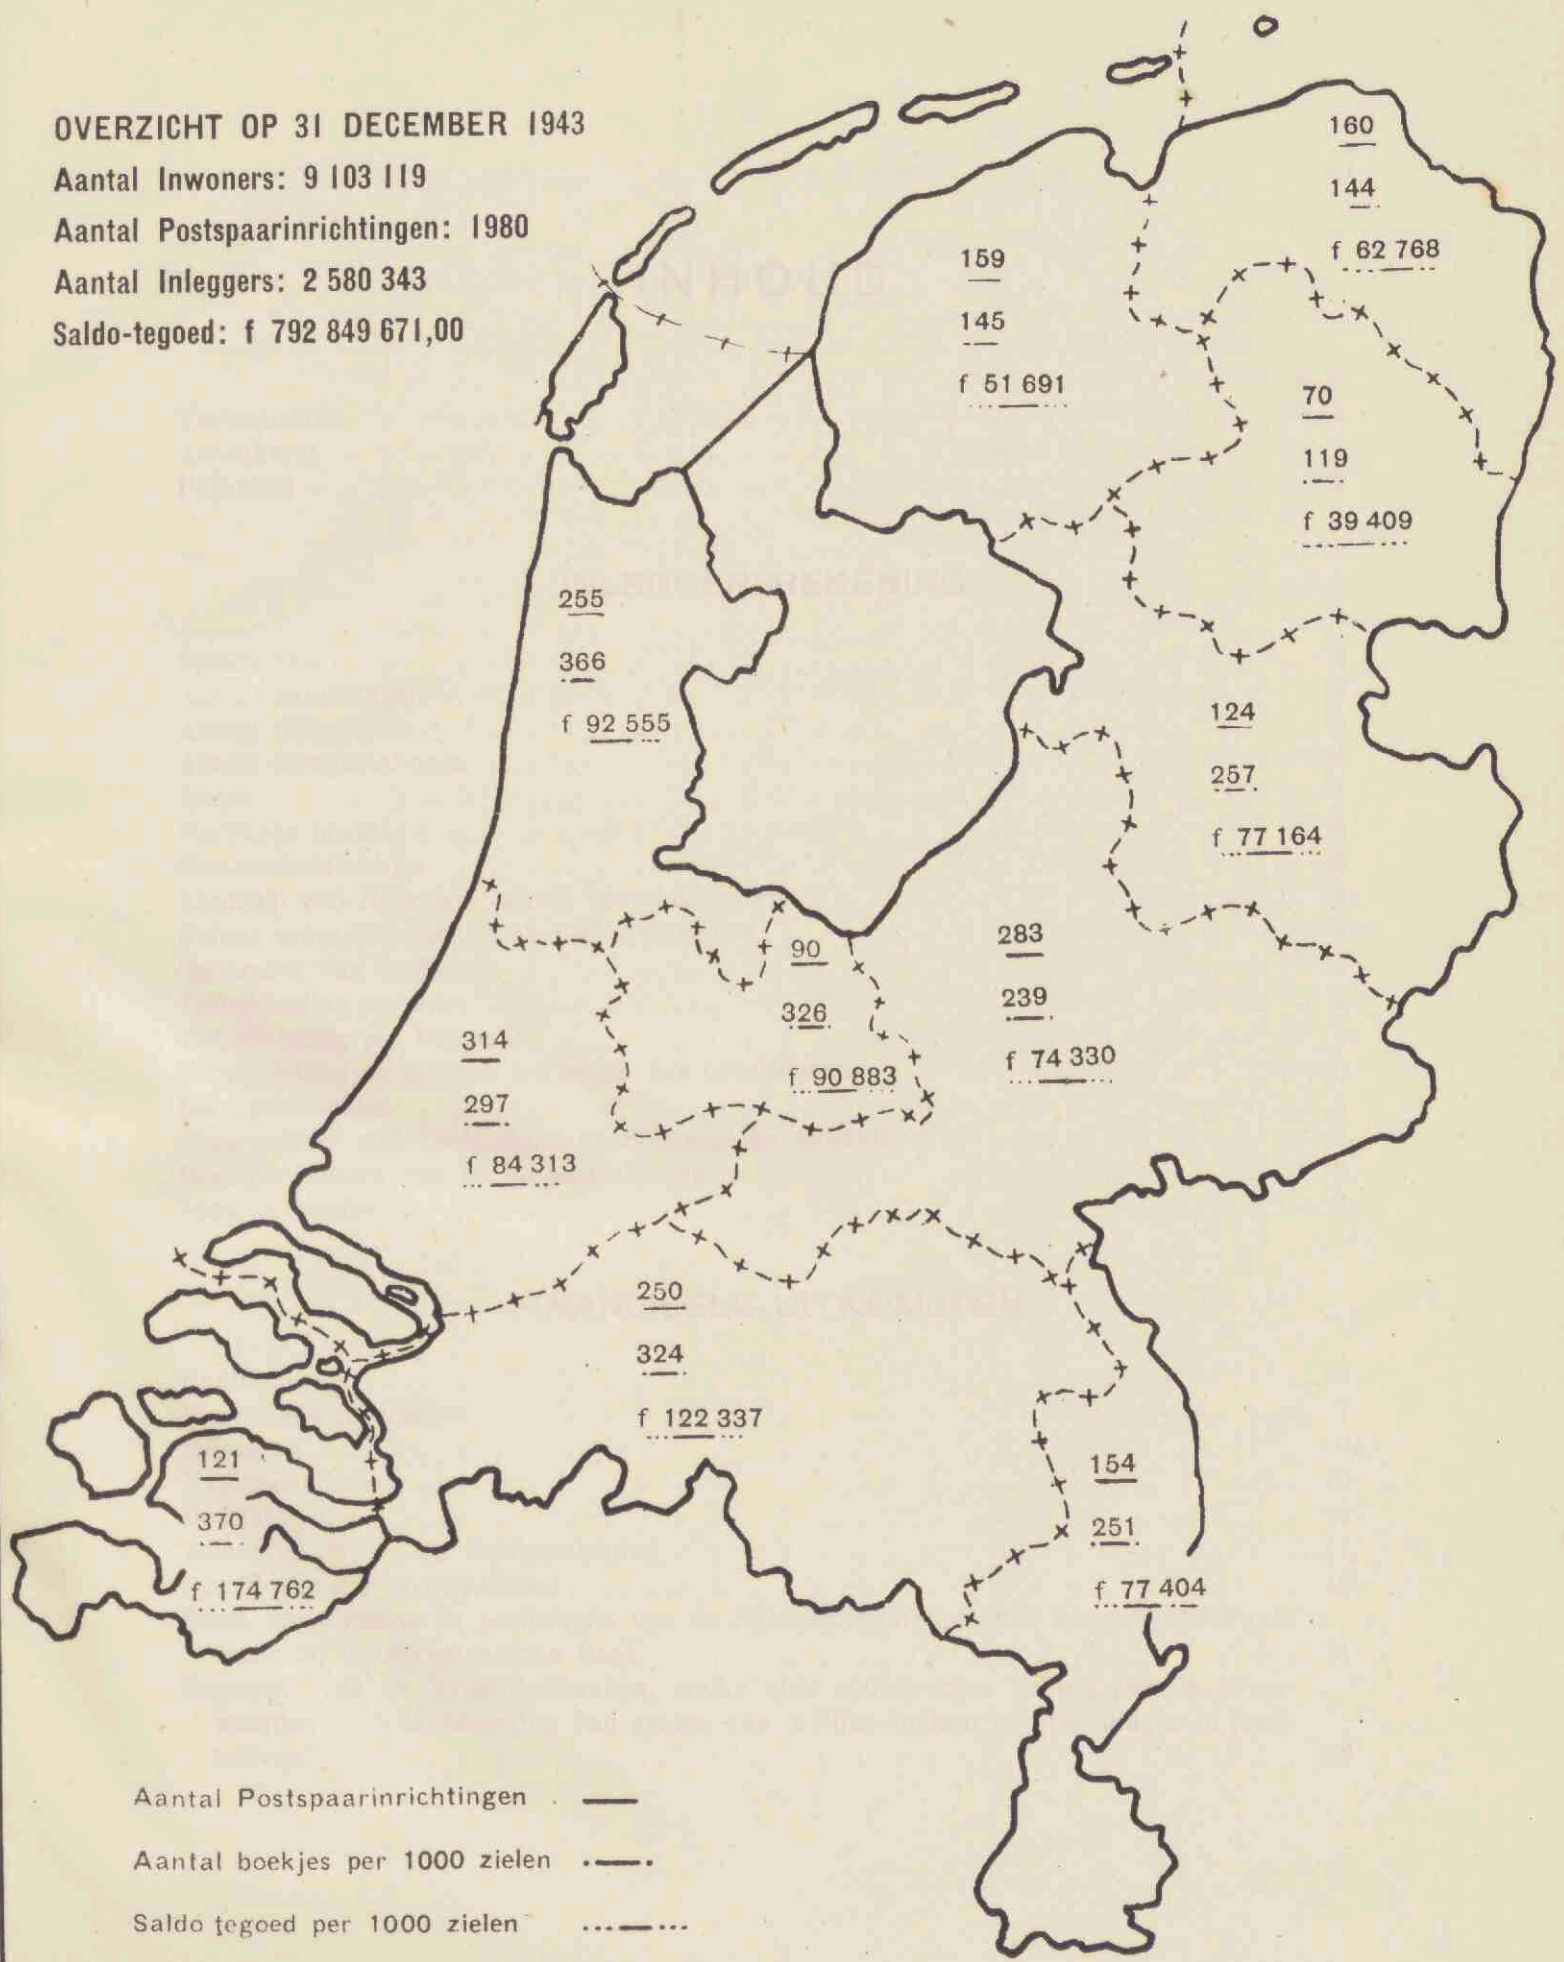 OVERZICHT OP 31 DECEMBER 1943
Aantal Inwoners: 9 103 119
Aantal Postspaarinrichtingen: 1980
Aantal Inleggers: 2 580 343
Saldo-tegoed: f 792 849 671,00
160
144
f 62 768
159
145
f 51 691
70
119
f 39 409
255
366
f 92 555
124
257
f 77 164
90
326
f 90 883
283
239
f 74 330
314
297
f 84 313
250
324
f 122 337
121
370
f 174 762
154
251
f 77 404
Aantal Postspaarinrichtingen
Aantal boekjes per 1000 zielen
Saldo tegoed per 1000 zielen